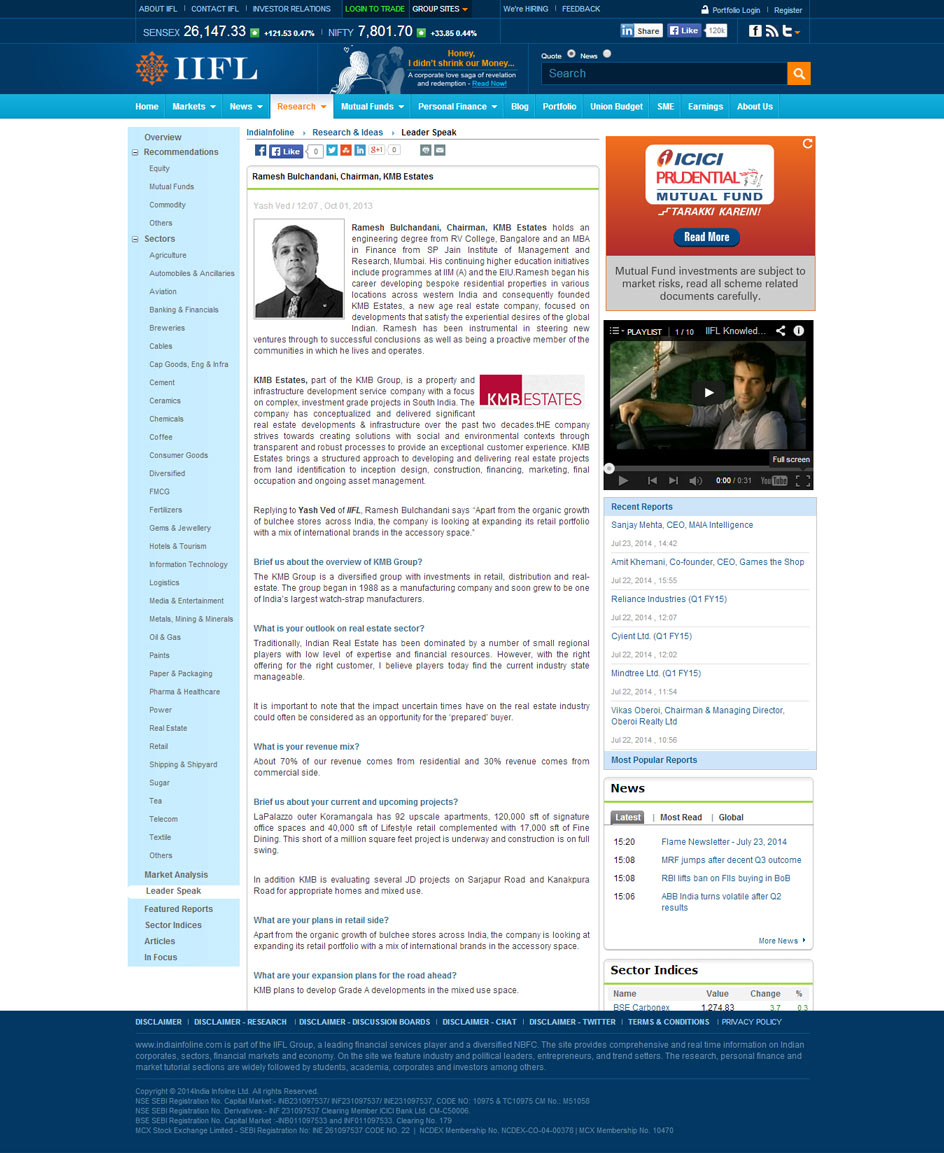 ABOUT IIFL | CONTACT IIFL | INVESTOR RELATIONS LOGIN TO TRADE GROUP SITES We're HIRING | FEEDBACK Portfolio Login | Register
SENSEX 26,147.33 +121.53 0.47% | NIFTY 7,801.70 +33.85 0.44% in Share Like 120k
IIFL
Honey,
I didn't shrink our Money...
A corporate love saga of revelation
and redemption - Read Now!
Quote News
Search
Home Markets News Research Mutual Funds Personal Finance Blog Portfolio Union Budget SME Earnings About Us
Overview
Recommendations
Equity
Mutual Funds
Commodity
Others
Sectors
Agriculture
Automobiles & Ancillaries
Aviation
Banking & Financials
Breweries
Cables
Cap Goods, Eng & Infra
Cement
Ceramics
Chemicals
Coffee
Consumer Goods
Diversified
FMCG
Fertilizers
Gems & Jewellery
Hotels & Tourism
Information Technology
Logistics
Media & Entertainment
Metals, Mining & Minerals
Oil & Gas
Paints
Paper & Packaging
Pharma & Healthcare
Power
Real Estate
Retail
Shipping & Shipyard
Sugar
Tea
Telecom
Textile
Others
Market Analysis
Leader Speak
Featured Reports
Sector Indices
Articles
In Focus
IndiaInfoline Research & Ideas Leader Speak
Like 0 in g+1 0
Ramesh Bulchandani, Chairman, KMB Estates
Yash Ved / 12:07 , Oct 01, 2013
Ramesh Bulchandani, Chairman, KMB Estates holds an
engineering degree from RV College, Bangalore and an MBA
in Finance from SP Jain Institute of Management and
Research, Mumbai. His continuing higher education initiatives
include programmes at IIM (A) and the EIU.Ramesh began his
career developing bespoke residential properties in various
locations across western India and consequently founded
KMB Estates, a new age real estate company, focused on
developments that satisfy the experiential desires of the global
Indian. Ramesh has been instrumental in steering new
ventures through to successful conclusions as well as being a proactive member of the
communities in which he lives and operates.
KMB Estates, part of the KMB Group, is a property and
infrastructure development service company with a focus
on complex, investment grade projects in South India. The
company has conceptualized and delivered significant
KMB ESTATES
real estate developments & infrastructure over the past two decades.tHE company
strives towards creating solutions with social and environmental contexts through
transparent and robust processes to provide an exceptional customer experience. KMB
Estates brings a structured approach to developing and delivering real estate projects
from land identification to inception design, construction, financing, marketing, final
occupation and ongoing asset management.
Replying to Yash Ved of IIFL, Ramesh Bulchandani says “Apart from the organic growth
of bulchee stores across India, the company is looking at expanding its retail portfolio
with a mix of international brands in the accessory space.”
Brief us about the overview of KMB Group?
The KMB Group is a diversified group with investments in retail, distribution and real-
estate. The group began in 1988 as a manufacturing company and soon grew to be one
of India’s largest watch-strap manufacturers.
What is your outlook on real estate sector?
Traditionally, Indian Real Estate has been dominated by a number of small regional
players with low level of expertise and financial resources. However, with the right
offering for the right customer, I believe players today find the current industry state
manageable.
It is important to note that the impact uncertain times have on the real estate industry
could often be considered as an opportunity for the ‘prepared’ buyer.
What is your revenue mix?
About 70% of our revenue comes from residential and 30% revenue comes from
commercial side.
Brief us about your current and upcoming projects?
LaPalazzo outer Koramangala has 92 upscale apartments, 120,000 sft of signature
office spaces and 40,000 sft of Lifestyle retail complemented with 17,000 sft of Fine
Dining. This short of a million square feet project is underway and construction is on full
swing.
In addition KMB is evaluating several JD projects on Sarjapur Road and Kanakpura
Road for appropriate homes and mixed use.
What are your plans in retail side?
Apart from the organic growth of bulchee stores across India, the company is looking at
expanding its retail portfolio with a mix of international brands in the accessory space.
What are your expansion plans for the road ahead?
KMB plans to develop Grade A developments in the mixed use space.
ICICI
PRUDENTIAL
MUTUAL FUND
TARAKKI KAREIN!
Read More
Mutual Fund investments are subject to
market risks, read all scheme related
documents carefully.
PLAYLIST 1 / 10 IIFL Knowled...
Full screen
0:00 / 0:31 YouTube
Recent Reports
Sanjay Mehta, CEO, MAIA Intelligence
Jul 23, 2014 , 14:42
Amit Khemani, Co-founder, CEO, Games the Shop
Jul 22, 2014 , 15:55
Reliance Industries (Q1 FY15)
Jul 22, 2014 , 12:07
Cyient Ltd. (Q1 FY15)
Jul 22, 2014 , 12:02
Mindtree Ltd. (Q1 FY15)
Jul 22, 2014 , 11:54
Vikas Oberoi, Chairman & Managing Director,
Oberoi Realty Ltd
Jul 22, 2014 , 10:56
Most Popular Reports
News
Latest | Most Read | Global
15:20 Flame Newsletter - July 23, 2014
15:08 MRF jumps after decent Q3 outcome
15:08 RBI lifts ban on FIIs buying in BoB
15:06 ABB India turns volatile after Q2
results
More News
Sector Indices
Name Value Change %
BSE Carbonex 1,274.83 3.7 0.3
DISCLAIMER | DISCLAIMER - RESEARCH | DISCLAIMER - DISCUSSION BOARDS | DISCLAIMER - CHAT | DISCLAIMER - TWITTER | TERMS & CONDITIONS | PRIVACY POLICY
www.indiainfoline.com is part of the IIFL Group, a leading financial services player and a diversified NBFC. The site provides comprehensive and real time information on Indian
corporates, sectors, financial markets and economy. On the site we feature industry and political leaders, entrepreneurs, and trend setters. The research, personal finance and
market tutorial sections are widely followed by students, academia, corporates and investors among others.
Copyright © 2014India Infoline Ltd. All rights Reserved.
NSE SEBI Registration No. Capital Market:- INB231097537/ INF231097537/ INE231097537, CODE NO: 10975 & TC10975 CM No.: M51058
NSE SEBI Registration No. Derivatives:- INF 231097537 Clearing Member ICICI Bank Ltd. CM-C50006.
BSE SEBI Registration No. Capital Market :-INB011097533 and INF011097533. Clearing No. 179
MCX Stock Exchange Limited - SEBI Registration No: INE 261097537 CODE NO. 22 | NCDEX Membership No. NCDEX-CO-04-00378 | MCX Membership No. 10470